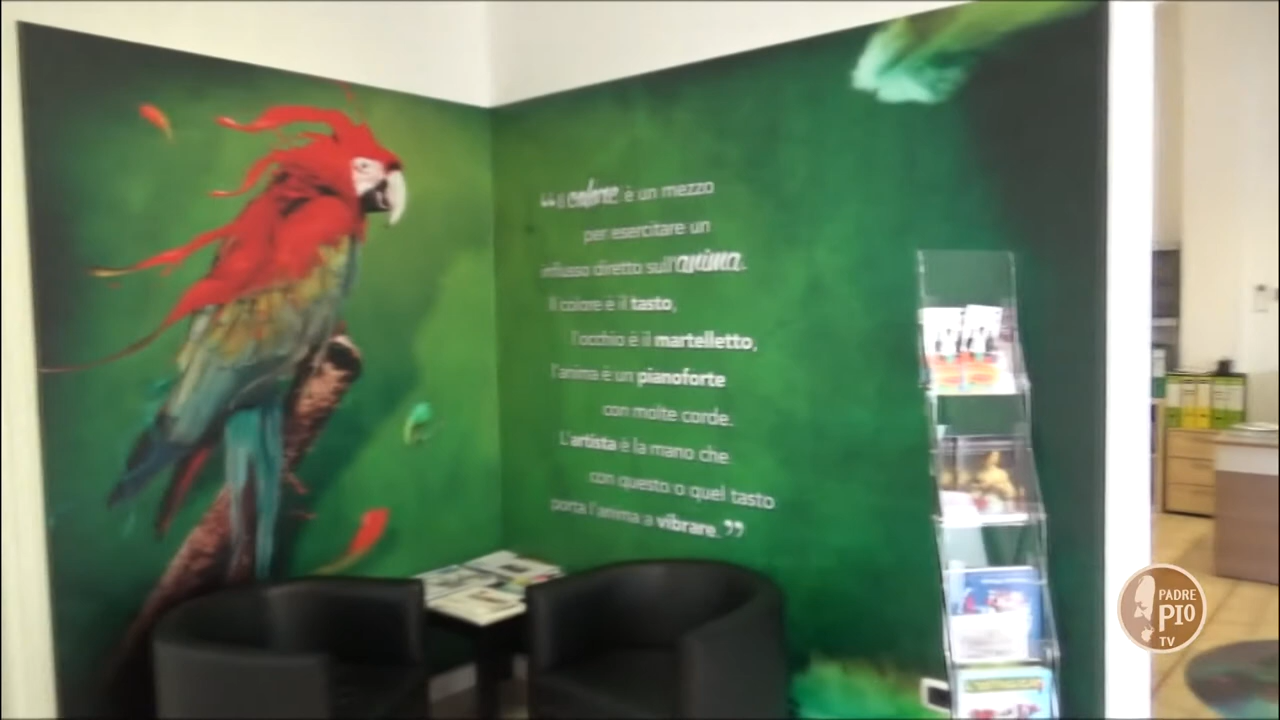 “Il colore è un mezzo
per esercitare un
influsso diretto sull'anima.
Il colore è il tasto,
l'occhio è il martelletto,
l'anima è un pianoforte
con molte corde.
L'artista è la mano che
con questo o quel tasto
porta l'anima a vibrare.”
PADRE
PIO
TV